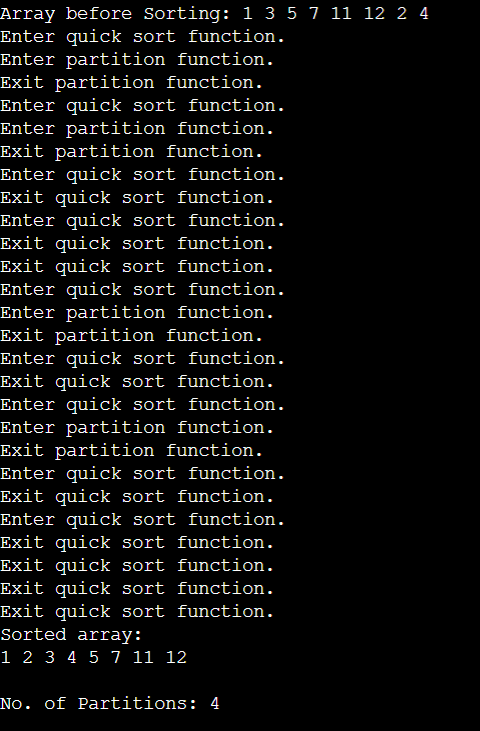 Array before Sorting: 1 3 5 7 11 12 2 4
Enter quick sort function.
Enter partition function.
Exit partition function.
Enter quick sort function.
Enter partition function.
Exit partition function.
Enter quick sort function.
Exit quick sort function.
Enter quick sort function.
Exit quick sort function.
Exit quick sort function.
Enter quick sort function.
Enter partition function.
Exit partition function.
Enter quick sort function.
Exit quick sort function.
Enter quick sort function.
Enter partition function.
Exit partition function.
Enter quick sort function.
Exit quick sort function.
Enter quick sort function.
Exit quick sort function.
Exit quick sort function.
Exit quick sort function.
Exit quick sort function.
Sorted array:
1 2 3 4 5 7 11 12
No. of Partitions: 4